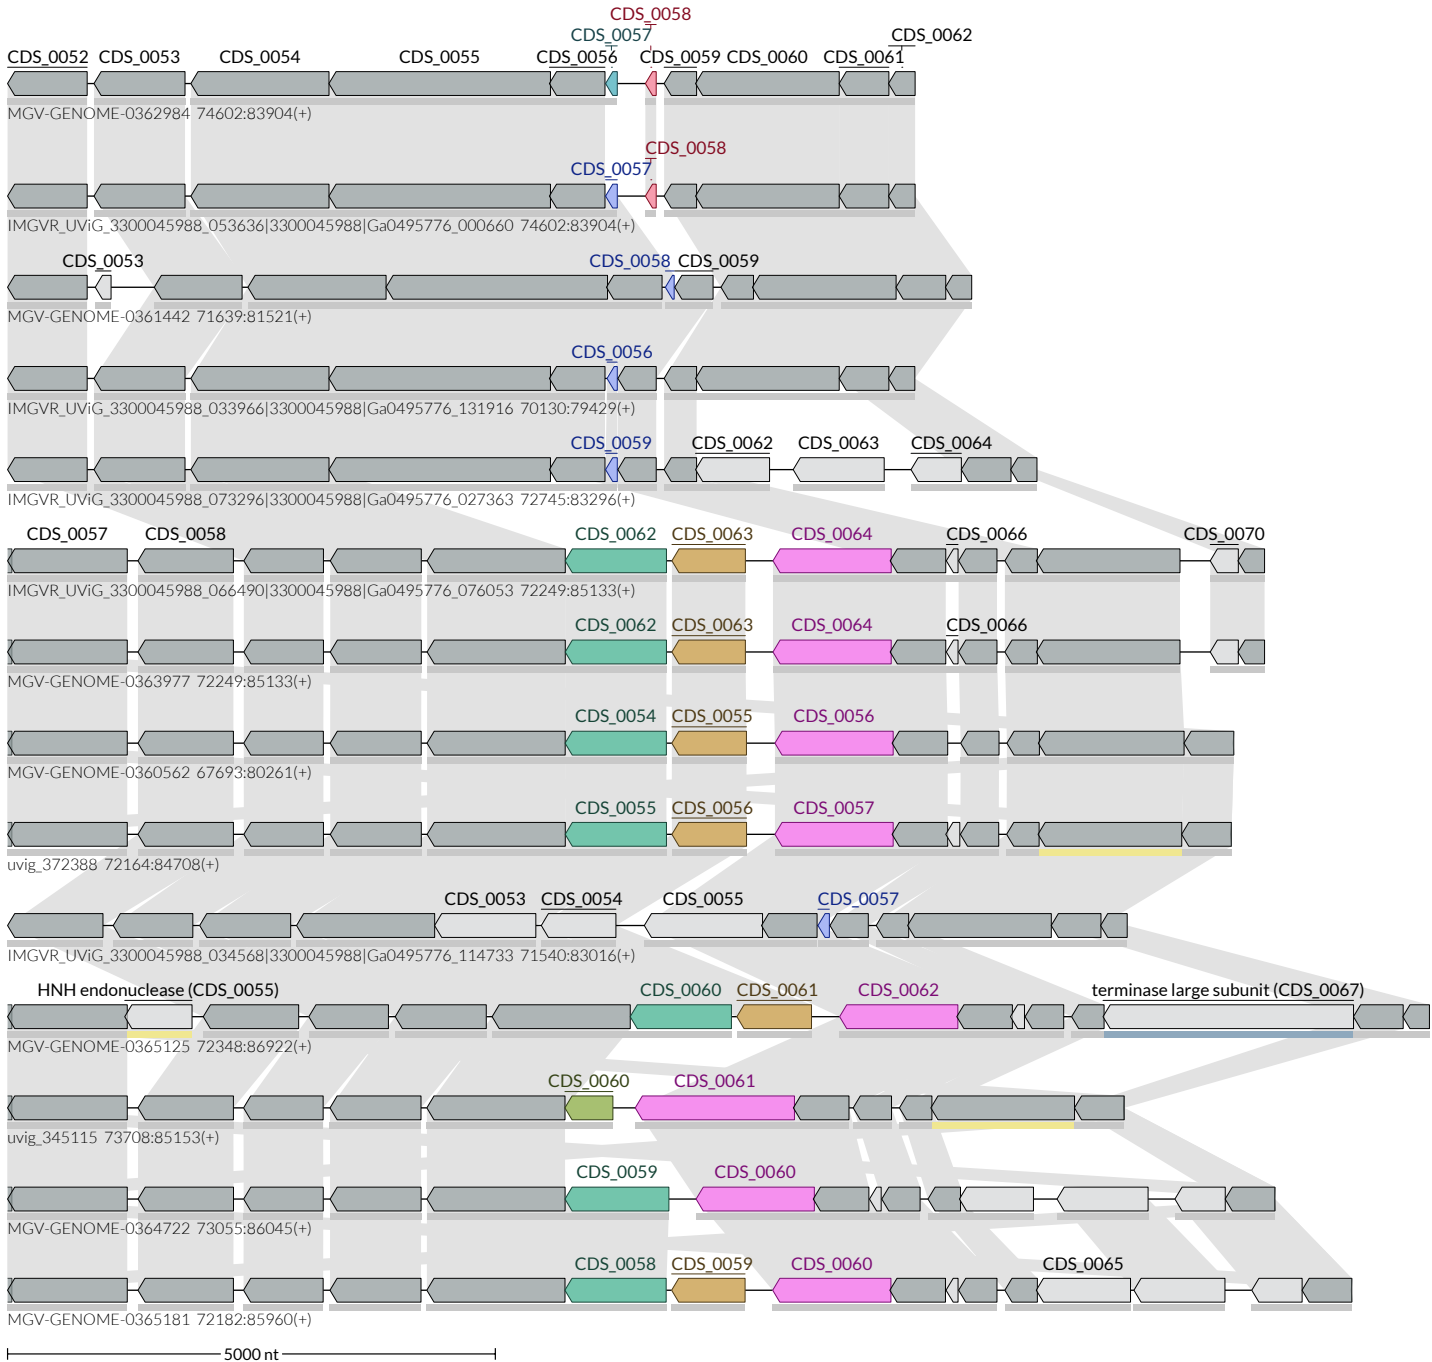 CDS_0058
CDS_0057 CDS_0062
CDS_0052 CDS_0053 CDS_0054 CDS_0055 CDS_0056 CDS_0059 CDS_0060 CDS_0061
MGV-GENOME-0362984 74602:83904(+)
CDS_0058
CDS_0057
IMGVR_UViG_3300045988_053636|3300045988|Ga0495776_000660 74602:83904(+)
CDS_0053 CDS_0058 CDS_0059
MGV-GENOME-0361442 71639:81521(+)
CDS_0056
IMGVR_UViG_3300045988_033966|3300045988|Ga0495776_131916 70130:79429(+)
CDS_0059 CDS_0062 CDS_0063 CDS_0064
IMGVR_UViG_3300045988_073296|3300045988|Ga0495776_027363 72745:83296(+)
CDS_0057 CDS_0058 CDS_0062 CDS_0063 CDS_0064 CDS_0066 CDS_0070
IMGVR_UViG_3300045988_066490|3300045988|Ga0495776_076053 72249:85133(+)
CDS_0062 CDS_0063 CDS_0064 CDS_0066
MGV-GENOME-0363977 72249:85133(+)
CDS_0054 CDS_0055 CDS_0056
MGV-GENOME-0360562 67693:80261(+)
CDS_0055 CDS_0056 CDS_0057
uvig_372388 72164:84708(+)
CDS_0053 CDS_0054 CDS_0055 CDS_0057
IMGVR_UViG_3300045988_034568|3300045988|Ga0495776_114733 71540:83016(+)
HNH endonuclease (CDS_0055) CDS_0060 CDS_0061 CDS_0062 terminase large subunit (CDS_0067)
MGV-GENOME-0365125 72348:86922(+)
CDS_0060 CDS_0061
uvig_345115 73708:85153(+)
CDS_0059 CDS_0060
MGV-GENOME-0364722 73055:86045(+)
CDS_0058 CDS_0059 CDS_0060 CDS_0065
MGV-GENOME-0365181 72182:85960(+)
5000 nt